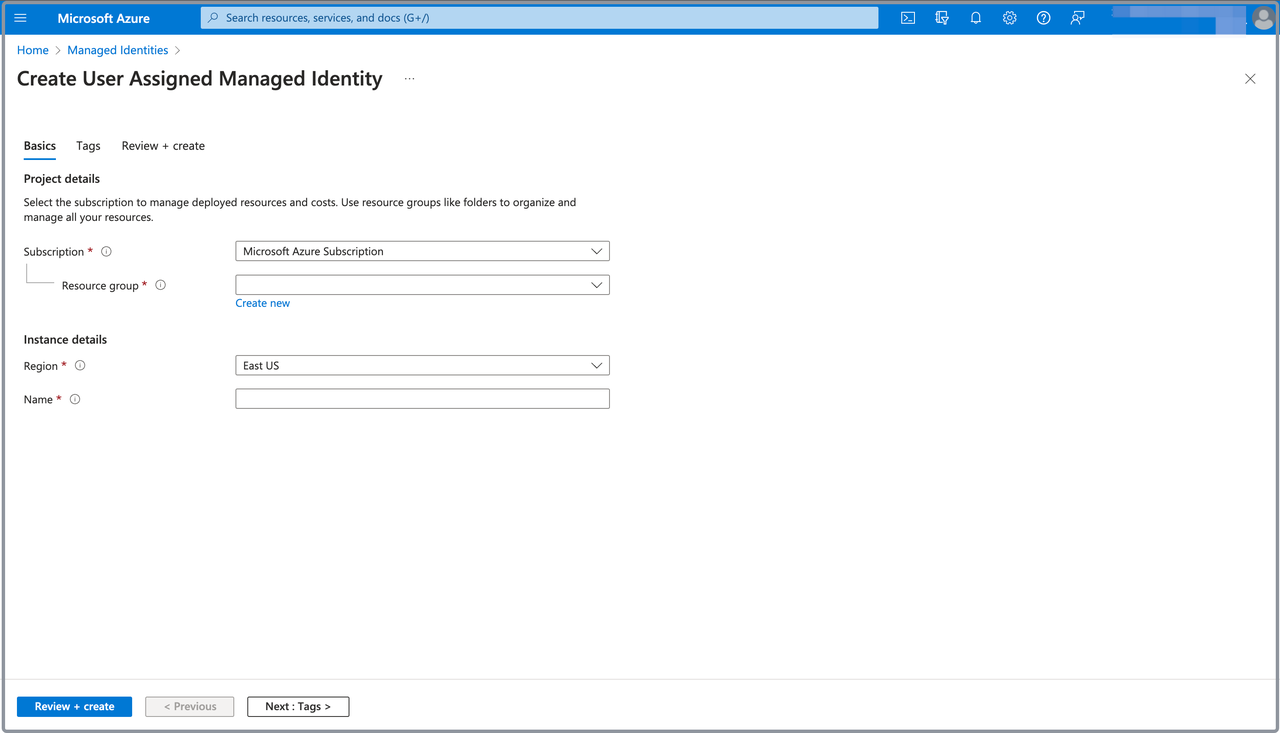 Microsoft Azure
Search resources, services, and docs (G+/)
Home > Managed Identities >
Create User Assigned Managed Identity ...
Basics Tags Review + create
Project details
Select the subscription to manage deployed resources and costs. Use resource groups like folders to organize and
manage all your resources.
Subscription * Microsoft Azure Subscription
Resource group *
Create new
Instance details
Region * East US
Name *
Review + create < Previous Next : Tags >